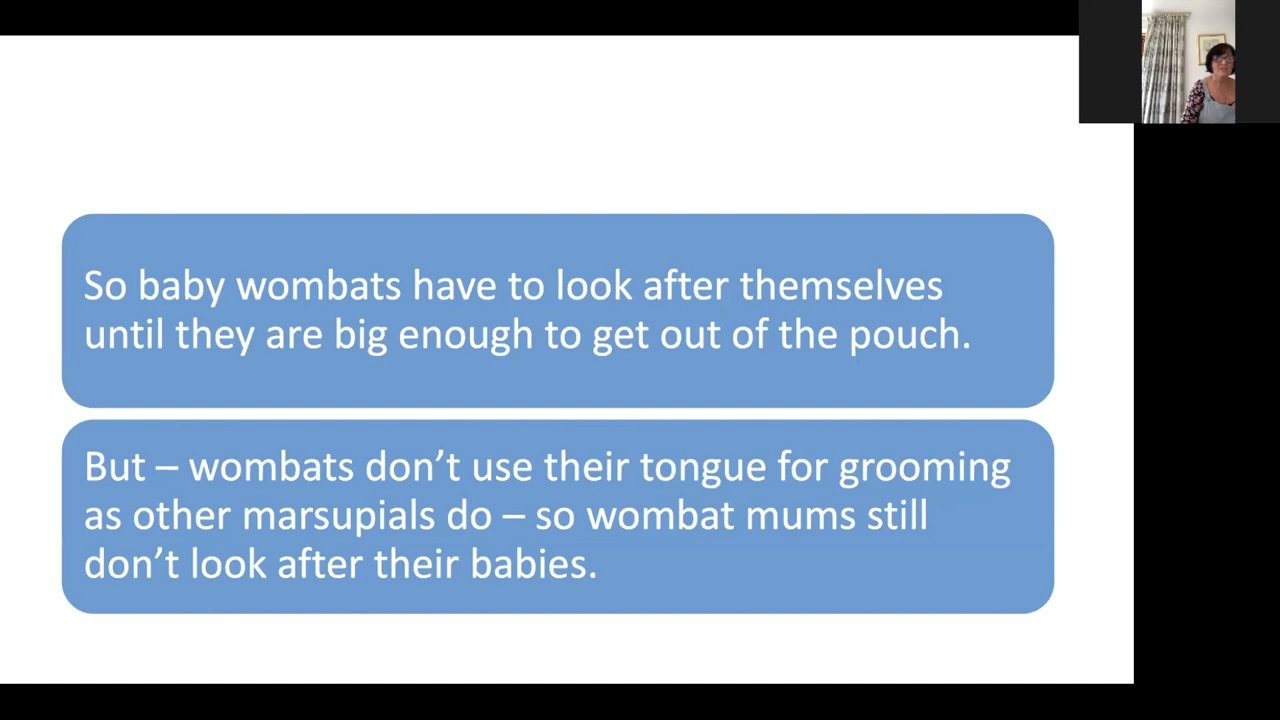 So baby wombats have to look after themselves
until they are big enough to get out of the pouch.
But – wombats don’t use their tongue for grooming
as other marsupials do – so wombat mums still
don’t look after their babies.